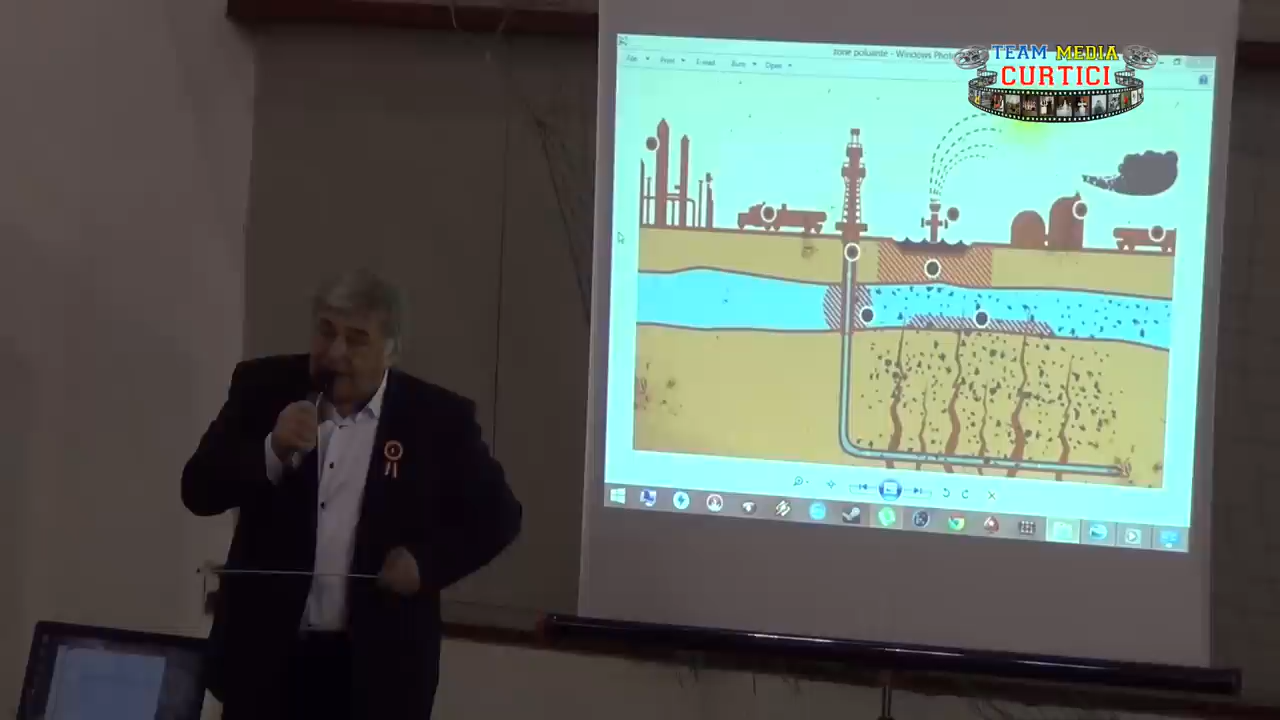 zone poluante - Windows Photo
File Print E-mail Burn Open
TEAM MEDIA
CURTICI